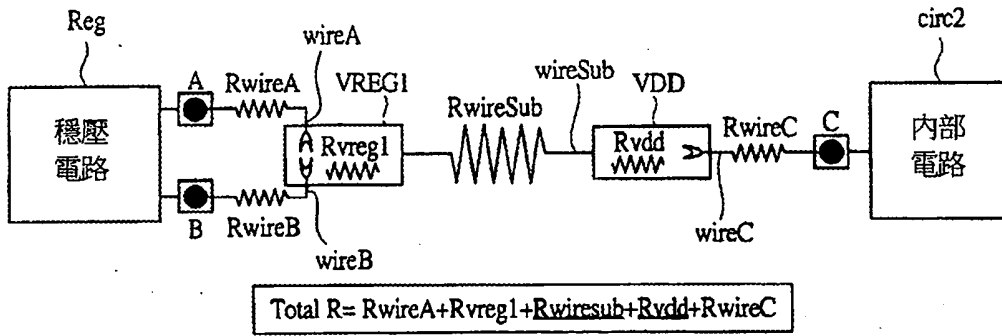 Reg
circ2
wireA
A
RwireA
VREG1
RwireSub
wireSub
VDD
RwireC
C
穩壓
電路
Rvreg1
Rvdd
内部
電路
B
RwireB
wireB
wireC
Total R= RwireA+Rvreg1+Rwiresub+Rvdd+RwireC